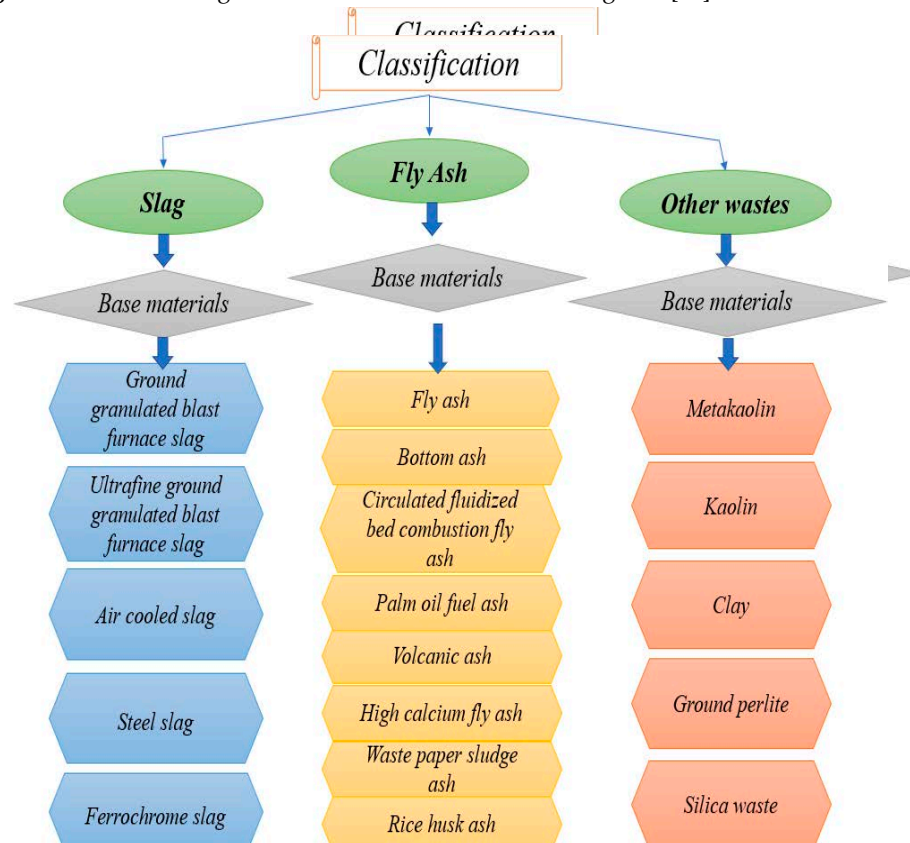 Classification
Classification
Slag
Fly Ash
Other wastes
Base materials
Base materials
Base materials
Ground
granulated blast
furnace slag
Ultrafine ground
granulated blast
furnace slag
Air cooled slag
Steel slag
Ferrochrome slag
Fly ash
Bottom ash
Circulated fluidized
bed combustion fly
ash
Palm oil fuel ash
Volcanic ash
High calcium fly ash
Waste paper sludge
ash
Rice husk ash
Metakaolin
Kaolin
Clay
Ground perlite
Silica waste